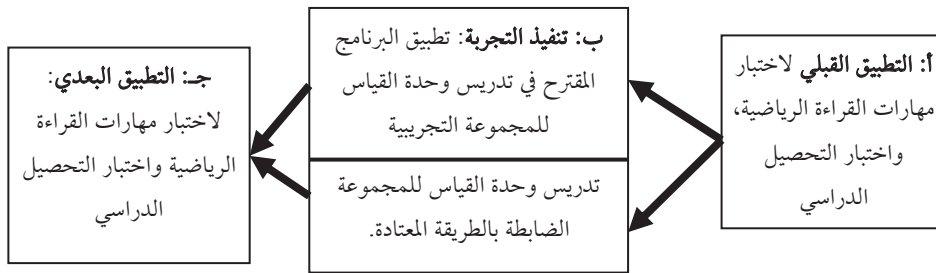 أ: التطبيق القبلي لاختبار
مهارات القراءة الرياضية،
واختبار التحصيل
الدراسي
ب: تنفيذ التجربة: تطبيق البرنامج
المقترح في تدريس وحدة القياس
للمجموعة التجريبية
تدريس وحدة القياس للمجموعة
الضابطة بالطريقة المعتادة.
جـ: التطبيق البعدي:
لاختبار مهارات القراءة
الرياضية واختبار التحصيل
الدراسي